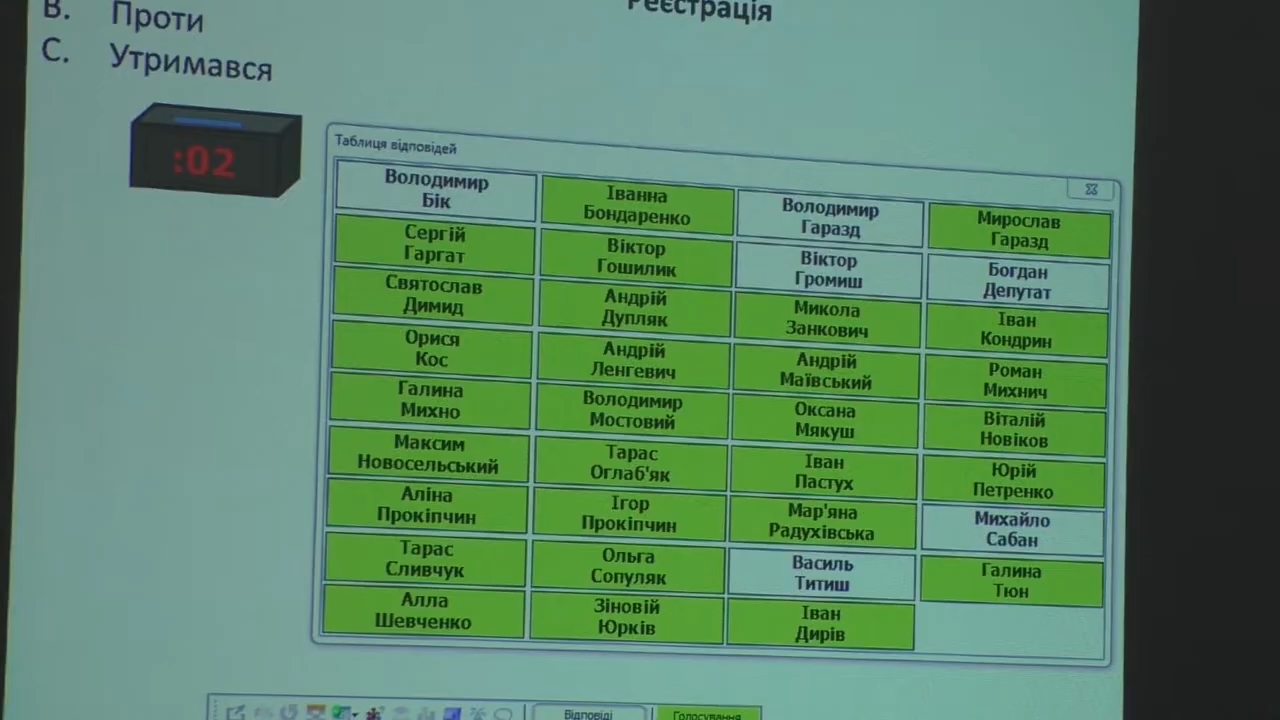 B. Проти
Реєстрація
C. Утримався
:02
Таблиця відповідей
Володимир
Бік
Іванна
Бондаренко
Володимир
Гаразд
Мирослав
Гаразд
Сергій
Гаргат
Віктор
Гошилик
Віктор
Громиш
Богдан
Депутат
Святослав
Димид
Андрій
Дупляк
Микола
Занкович
Іван
Кондрин
Орися
Кос
Андрій
Ленгевич
Андрій
Маївський
Роман
Михнич
Галина
Михно
Володимир
Мостовий
Оксана
Мякуш
Віталій
Новіков
Максим
Новосельський
Тарас
Оглаб'як
Іван
Пастух
Юрій
Петренко
Аліна
Прокіпчин
Ігор
Прокіпчин
Мар'яна
Радухівська
Михайло
Сабан
Тарас
Сливчук
Ольга
Сопуляк
Василь
Титиш
Галина
Тюн
Алла
Шевченко
Зіновій
Юрків
Іван
Дирів
Відповіді
Голосування